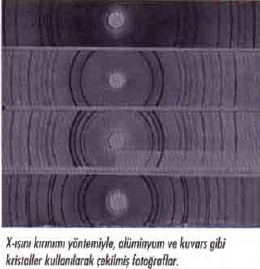 X-ışını kırınımı yöntemiyle, alüminyum ve kuvars gibi
kristaller kullanılarak çekilmiş fotoğraflar.